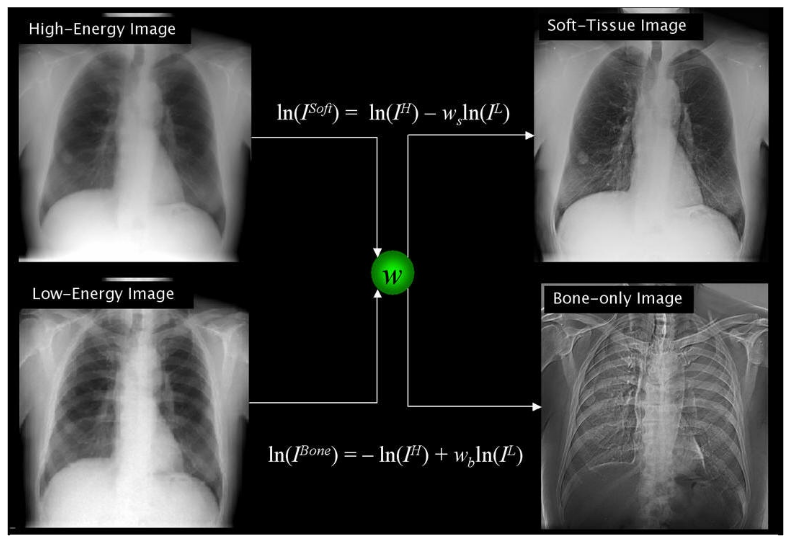 High-Energy Image
Soft-Tissue Image
ln(I^Soft) = ln(I^H) – w_s ln(I^L)
w
Low-Energy Image
Bone-only Image
ln(I^Bone) = – ln(I^H) + w_b ln(I^L)